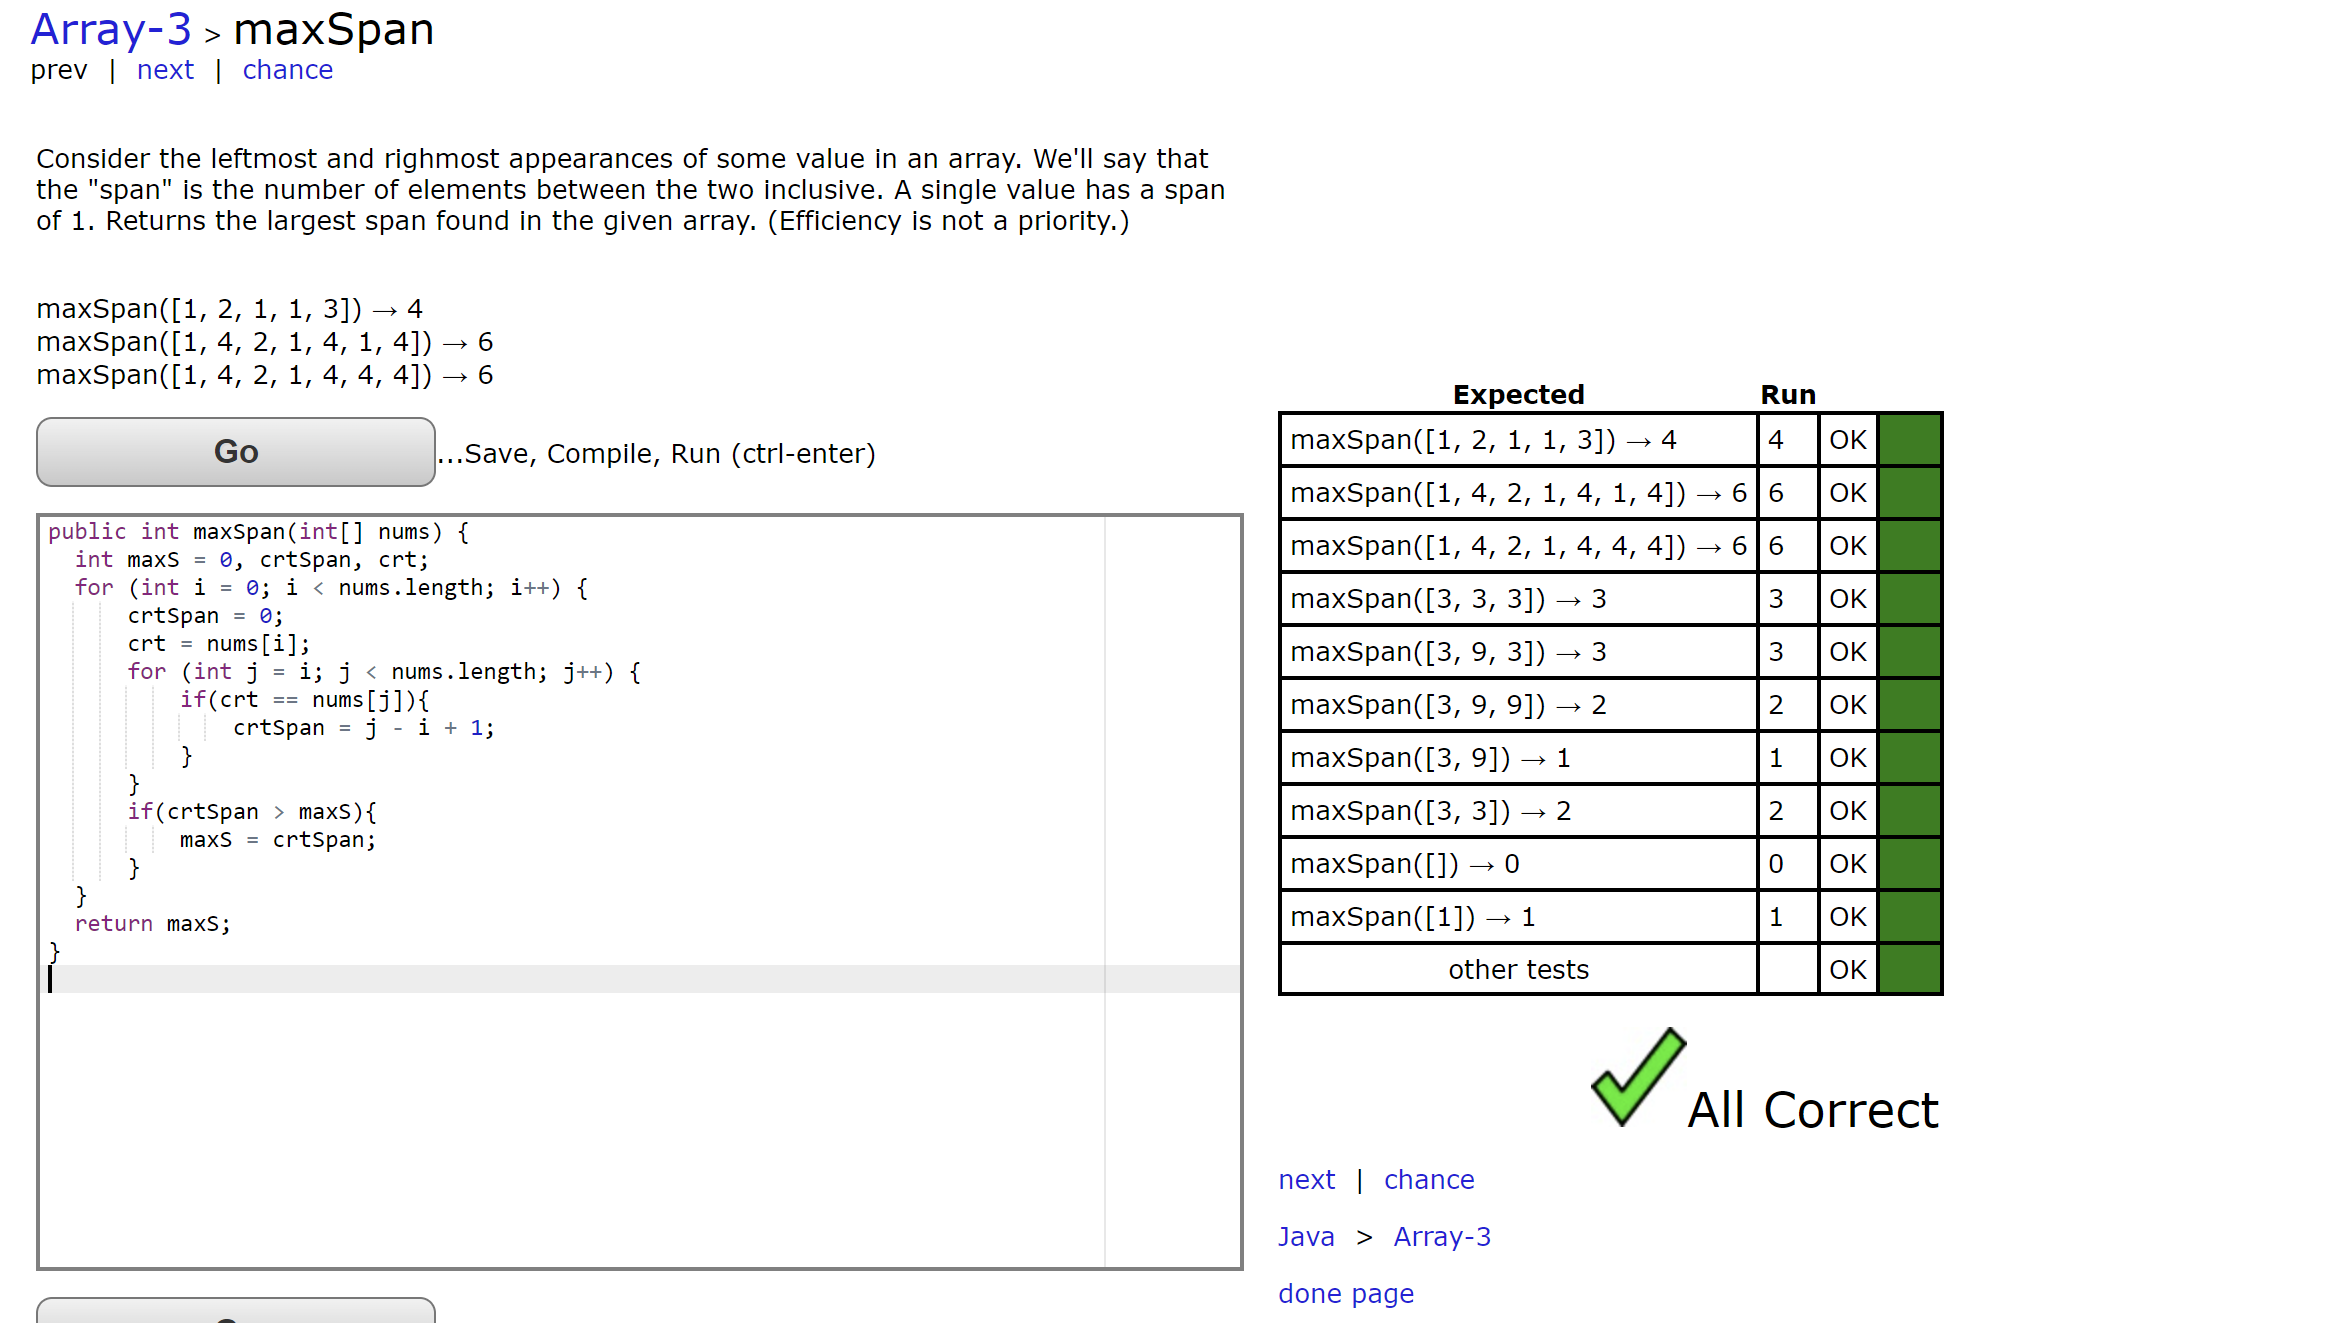 Array-3 > maxSpan
prev | next | chance
Consider the leftmost and righmost appearances of some value in an array. We'll say that
the "span" is the number of elements between the two inclusive. A single value has a span
of 1. Returns the largest span found in the given array. (Efficiency is not a priority.)
maxSpan([1, 2, 1, 1, 3]) → 4
maxSpan([1, 4, 2, 1, 4, 1, 4]) → 6
maxSpan([1, 4, 2, 1, 4, 4, 4]) → 6
Go ...Save, Compile, Run (ctrl-enter)
public int maxSpan(int[] nums) {
  int maxS = 0, crtSpan, crt;
  for (int i = 0; i < nums.length; i++) {
      crtSpan = 0;
      crt = nums[i];
      for (int j = i; j < nums.length; j++) {
          if(crt == nums[j]){
              crtSpan = j - i + 1;
          }
      }
      if(crtSpan > maxS){
          maxS = crtSpan;
      }
  }
  return maxS;
}
Expected Run
maxSpan([1, 2, 1, 1, 3]) → 4 4 OK
maxSpan([1, 4, 2, 1, 4, 1, 4]) → 6 6 OK
maxSpan([1, 4, 2, 1, 4, 4, 4]) → 6 6 OK
maxSpan([3, 3, 3]) → 3 3 OK
maxSpan([3, 9, 3]) → 3 3 OK
maxSpan([3, 9, 9]) → 2 2 OK
maxSpan([3, 9]) → 1 1 OK
maxSpan([3, 3]) → 2 2 OK
maxSpan([]) → 0 0 OK
maxSpan([1]) → 1 1 OK
other tests OK
All Correct
next | chance
Java > Array-3
done page